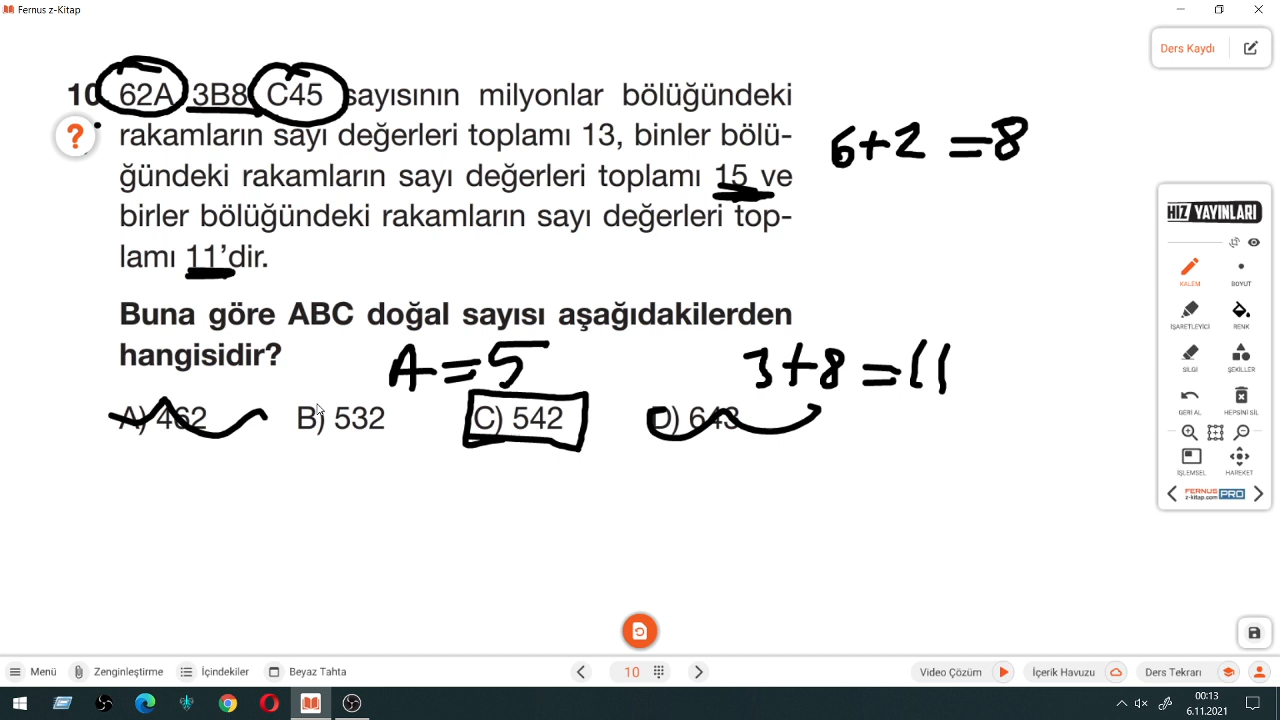 Fernus z-Kitap
Ders Kaydı
10. 62A 3B8 C45 sayısının milyonlar bölüğündeki
rakamların sayı değerleri toplamı 13, binler bölü-
ğündeki rakamların sayı değerleri toplamı 15 ve
birler bölüğündeki rakamların sayı değerleri top-
lamı 11'dir.
6+2=8
?
Buna göre ABC doğal sayısı aşağıdakilerden
hangisidir?
A=5
3+8=11
A) 462 B) 532 C) 542 D) 643
HIZ YAYINLARI
KALEM BOYUT
İŞARETLEYİCİ RENK
SİLGİ ŞEKİLLER
GERİ AL HEPSİNİ SİL
İŞLEMSEL HAREKET
FERNUS z-kitap.com PRO
Menü Zenginleştirme İçindekiler Beyaz Tahta 10 Video Çözüm İçerik Havuzu Ders Tekrarı
00:13
6.11.2021